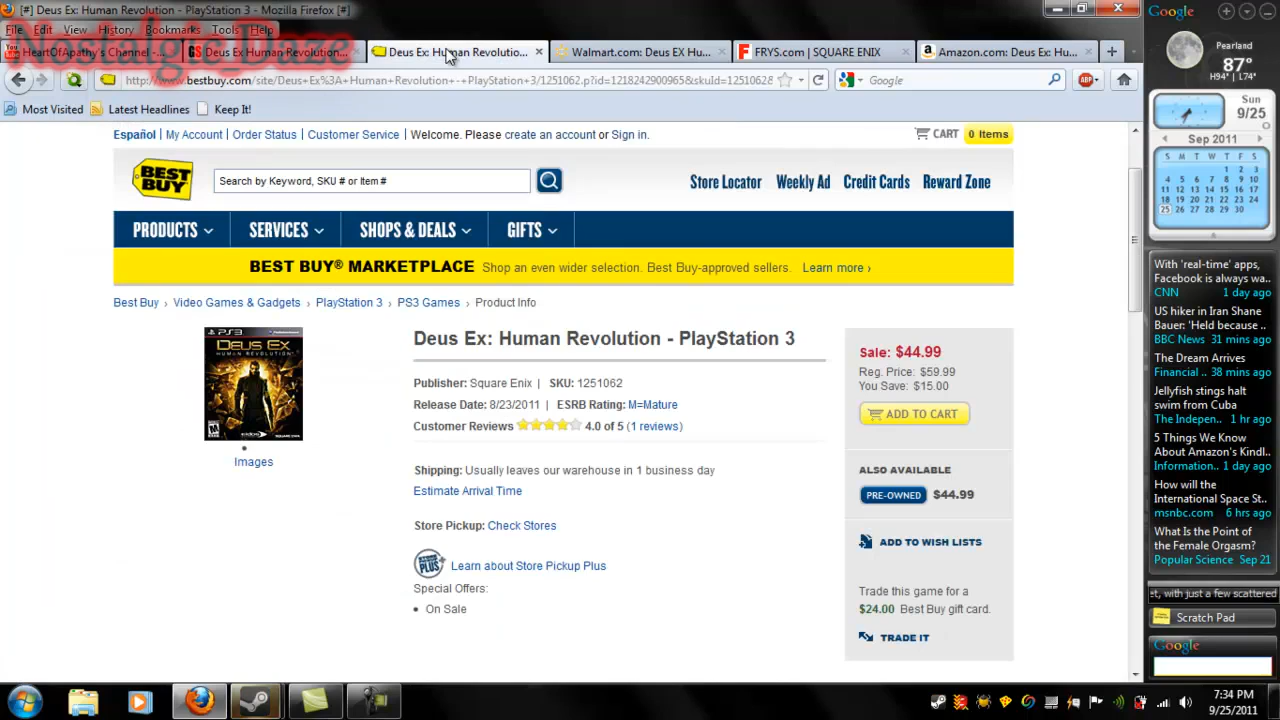 [#] Deus Ex: Human Revolution - PlayStation 3 - Mozilla Firefox [#]
File Edit View History Bookmarks Tools Help
HeartOfApathy's Channel - ...
Deus Ex Human Revolution...
Deus Ex: Human Revolutio...
Walmart.com: Deus EX Hu...
FRYS.com | SQUARE ENIX
Amazon.com: Deus Ex: Hum...
http://www.bestbuy.com/site/Deus+Ex%3A+Human+Revolution+-+PlayStation+3/1251062.p?id=1218242900965&skuId=1251062&
Google
ABP
Most Visited Latest Headlines Keep It!
Español | My Account | Order Status | Customer Service | Welcome. Please create an account or Sign in.
CART 0 Items
BEST BUY
Search by Keyword, SKU # or Item #
Store Locator Weekly Ad Credit Cards Reward Zone
PRODUCTS SERVICES SHOPS & DEALS GIFTS
BEST BUY® MARKETPLACE Shop an even wider selection. Best Buy-approved sellers. Learn more ›
Best Buy › Video Games & Gadgets › PlayStation 3 › PS3 Games › Product Info
PS3
DEUS EX
HUMAN REVOLUTION
Images
Deus Ex: Human Revolution - PlayStation 3
Publisher: Square Enix | SKU: 1251062
Release Date: 8/23/2011 | ESRB Rating: M=Mature
Customer Reviews 4.0 of 5 (1 reviews)
Shipping: Usually leaves our warehouse in 1 business day
Estimate Arrival Time
Store Pickup: Check Stores
Learn about Store Pickup Plus
Special Offers:
• On Sale
Sale: $44.99
Reg. Price: $59.99
You Save: $15.00
ADD TO CART
ALSO AVAILABLE
PRE-OWNED $44.99
ADD TO WISH LISTS
Trade this game for a
$24.00 Best Buy gift card.
TRADE IT
Google
Pearland
87°
H94° | L74°
Sun
9/25
Sep 2011
S M T W T F S
1 2 3
4 5 6 7 8 9 10
11 12 13 14 15 16 17
18 19 20 21 22 23 24
25 26 27 28 29 30
With 'real-time' apps,
Facebook is always wa..
CNN 1 day ago
US hiker in Iran Shane
Bauer: 'Held because ..
BBC News 31 mins ago
The Dream Arrives
Financial .. 38 mins ago
Jellyfish stings halt
swim from Cuba
The Indepen.. 1 hr ago
5 Things We Know
About Amazon's Kindl..
Information.. 1 day ago
How will the
International Space St..
msnbc.com 6 hrs ago
What Is the Point of
the Female Orgasm?
Popular Science Sep 21
et, with just a few scattered
Scratch Pad
Google
7:34 PM
9/25/2011